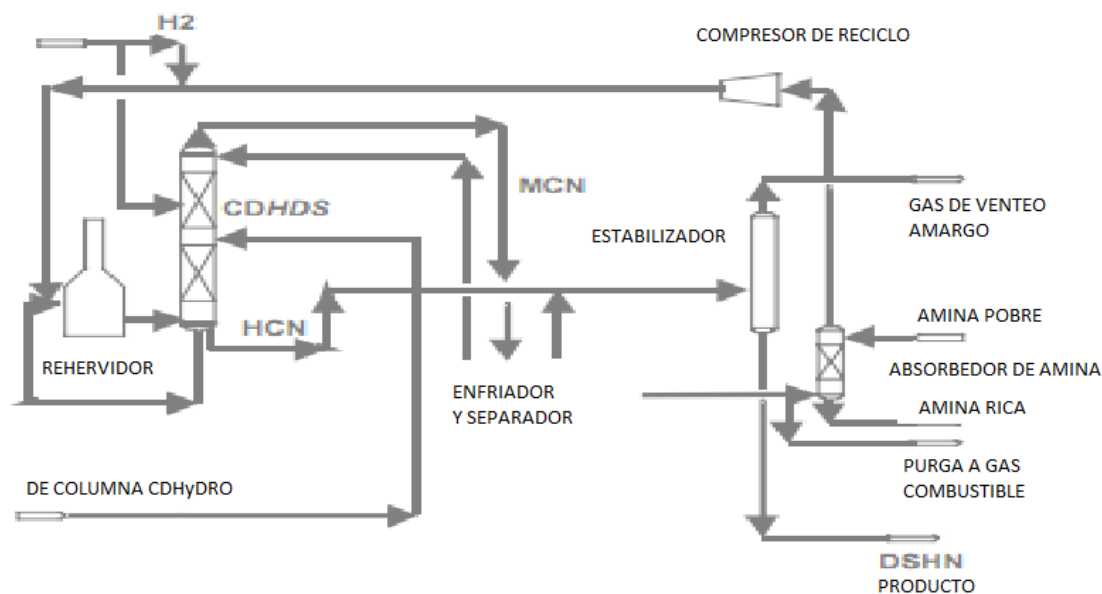 H2
COMPRESOR DE RECICLO
MCN
CDHDS
GAS DE VENTEO
AMARGO
ESTABILIZADOR
AMINA POBRE
HCN
REHERVIDOR
ABSORBEDOR DE AMINA
ENFRIADOR
Y SEPARADOR
AMINA RICA
PURGA A GAS
COMBUSTIBLE
DE COLUMNA CDHyDRO
DSHN
PRODUCTO